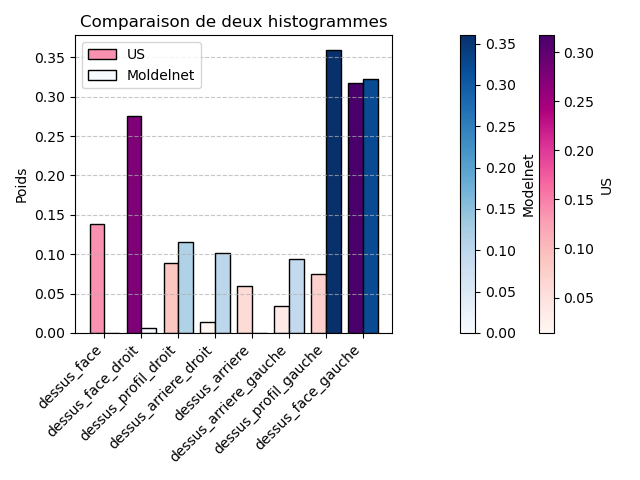 Comparaison de deux histogrammes
US
Moldelnet
Poids
0.35
0.30
0.25
0.20
0.15
0.10
0.05
0.00
dessus_face
dessus_face_droit
dessus_profil_droit
dessus_arriere_droit
dessus_arriere
dessus_arriere_gauche
dessus_profil_gauche
dessus_face_gauche
0.35
0.30
0.25
0.20
0.15
0.10
0.05
0.00
Modelnet
0.30
0.25
0.20
0.15
0.10
0.05
US